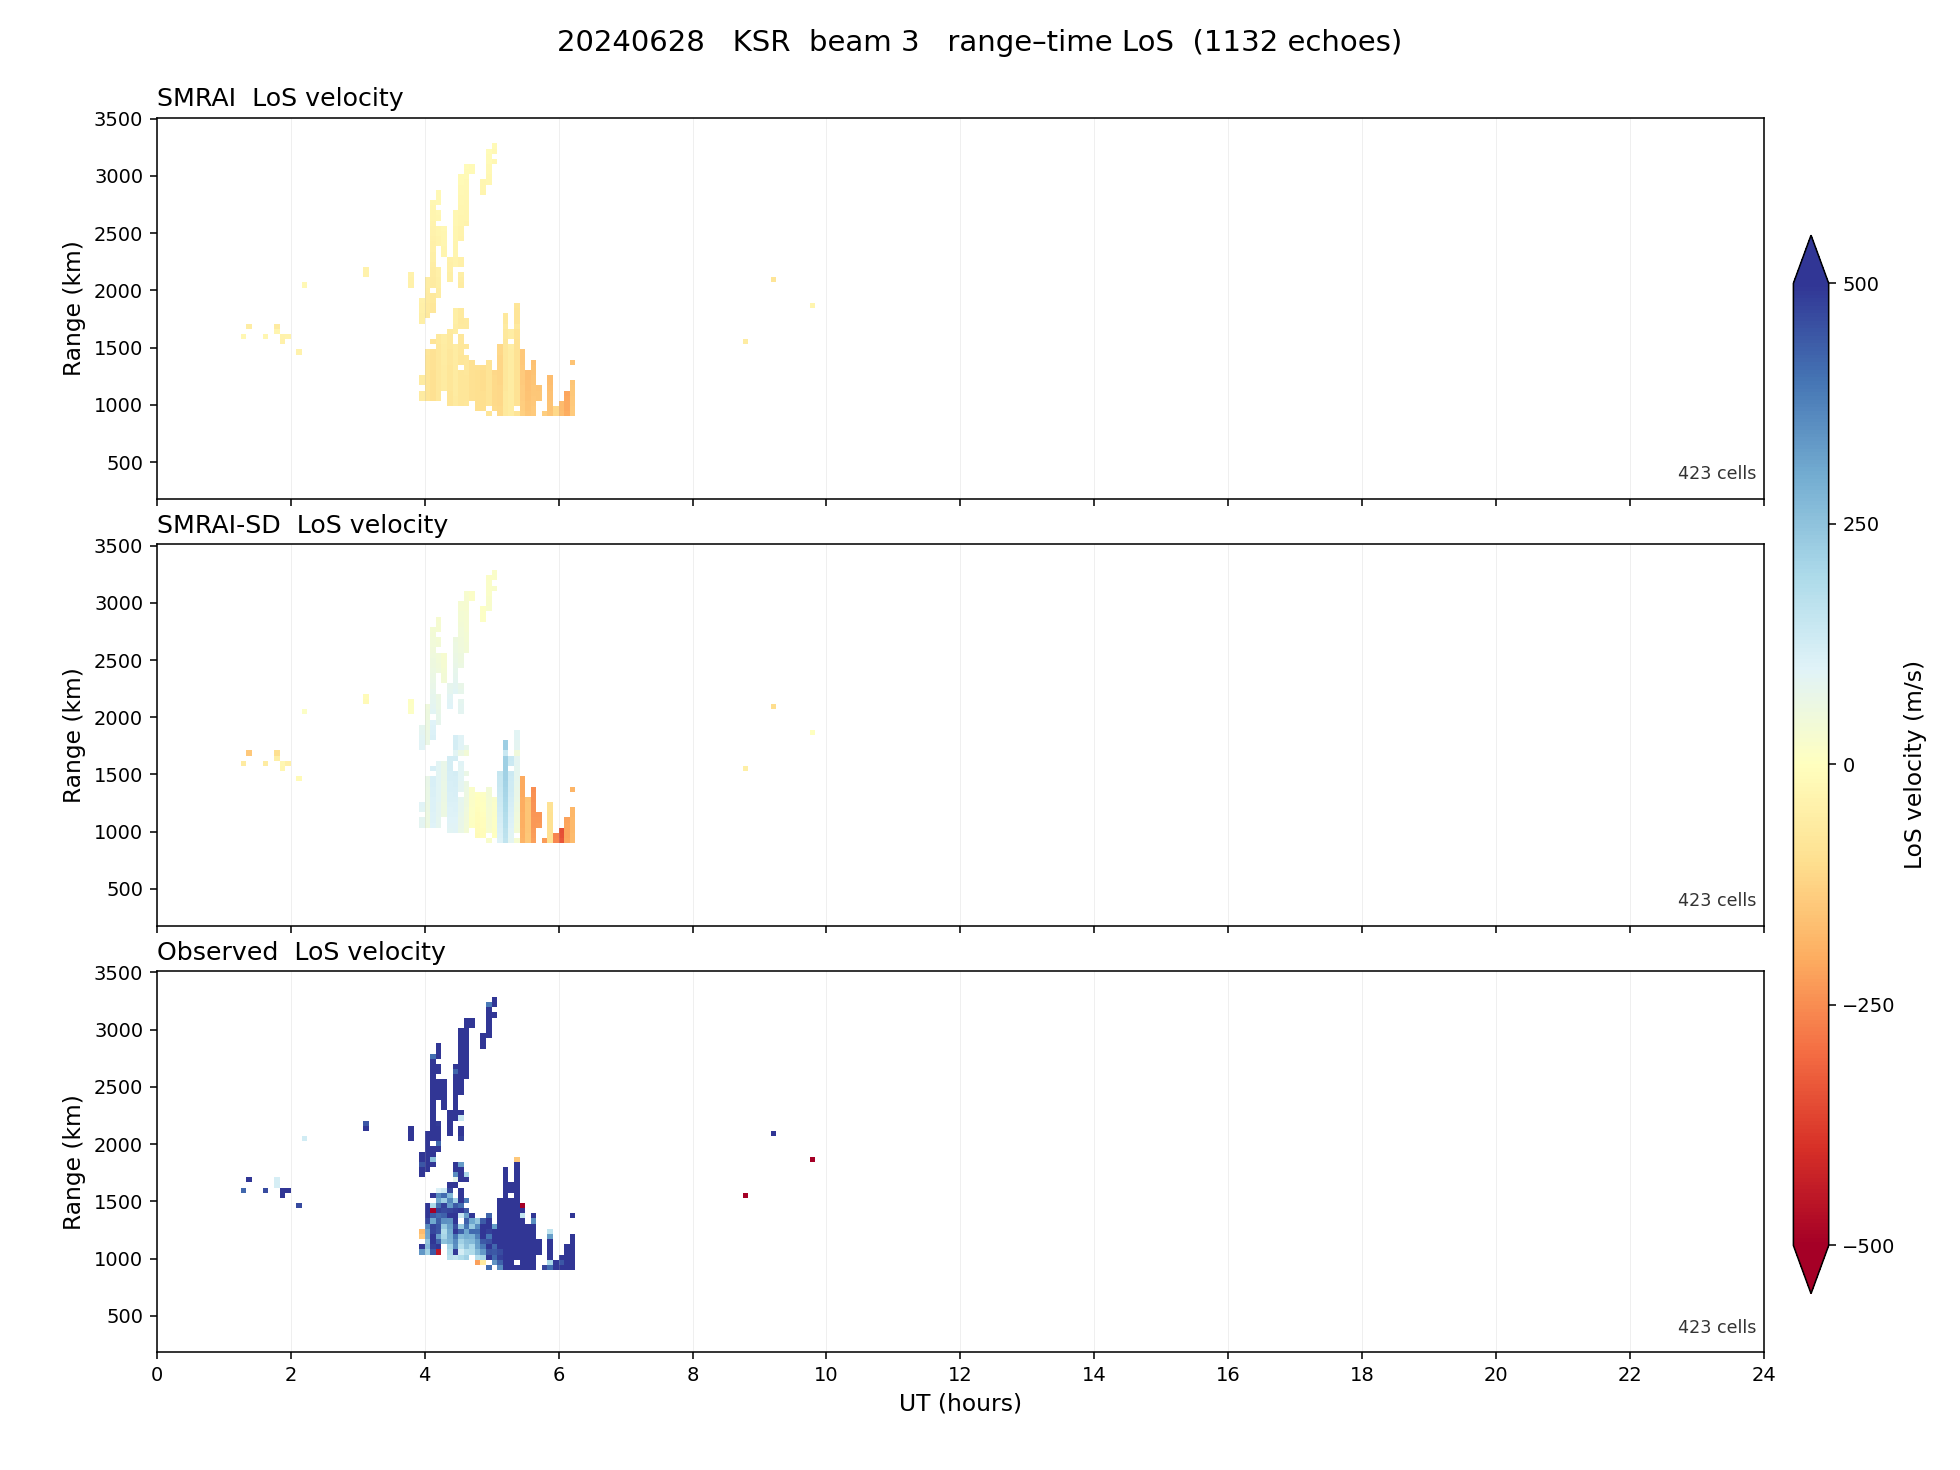 20240628   KSR  beam 3   range–time LoS  (1132 echoes)
SMRAI  LoS velocity
3500
3000
2500
2000
1500
1000
500
Range (km)
423 cells
SMRAI-SD  LoS velocity
3500
3000
2500
2000
1500
1000
500
Range (km)
423 cells
Observed  LoS velocity
3500
3000
2500
2000
1500
1000
500
Range (km)
423 cells
0 2 4 6 8 10 12 14 16 18 20 22 24
UT (hours)
500
250
0
−250
−500
LoS velocity (m/s)